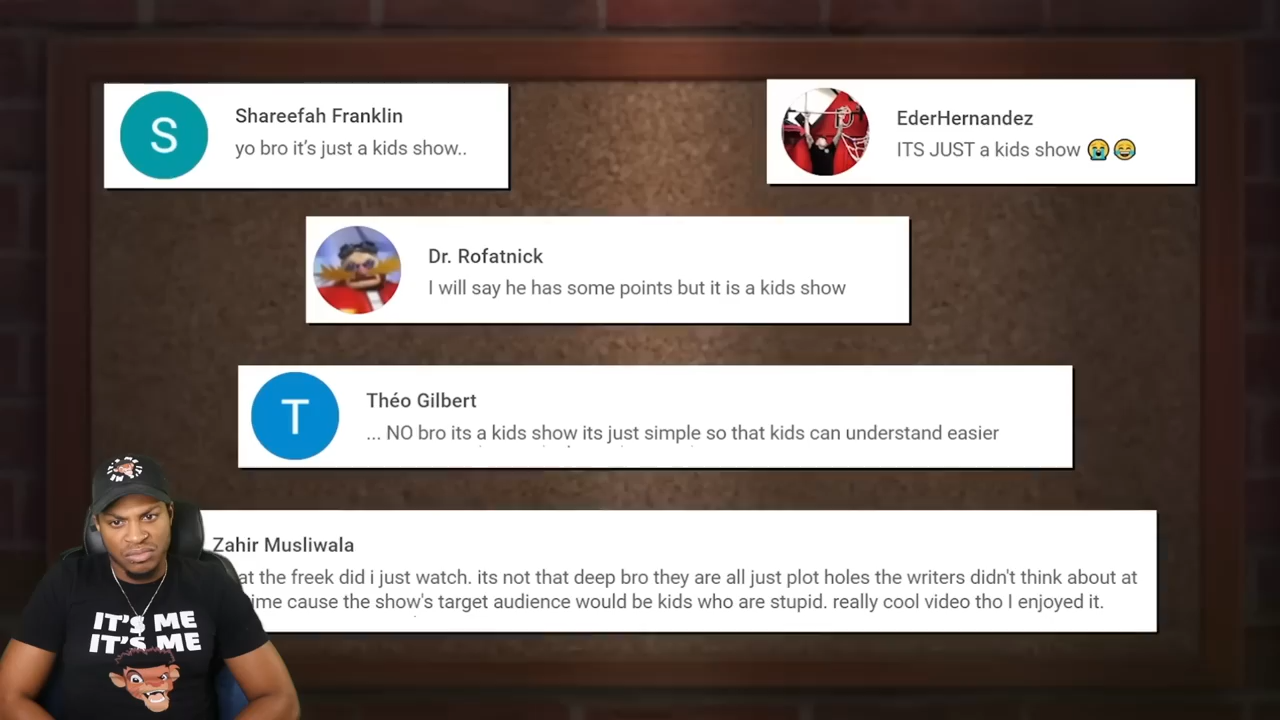 Shareefah Franklin
yo bro it's just a kids show..
EderHernandez
ITS JUST a kids show 😭😂
Dr. Rofatnick
I will say he has some points but it is a kids show
T
Théo Gilbert
... NO bro its a kids show its just simple so that kids can understand easier
Zahir Musliwala
at the freek did i just watch. its not that deep bro they are all just plot holes the writers didn't think about at
ime cause the show's target audience would be kids who are stupid. really cool video tho I enjoyed it.
S
IT'S ME
IT'S ME